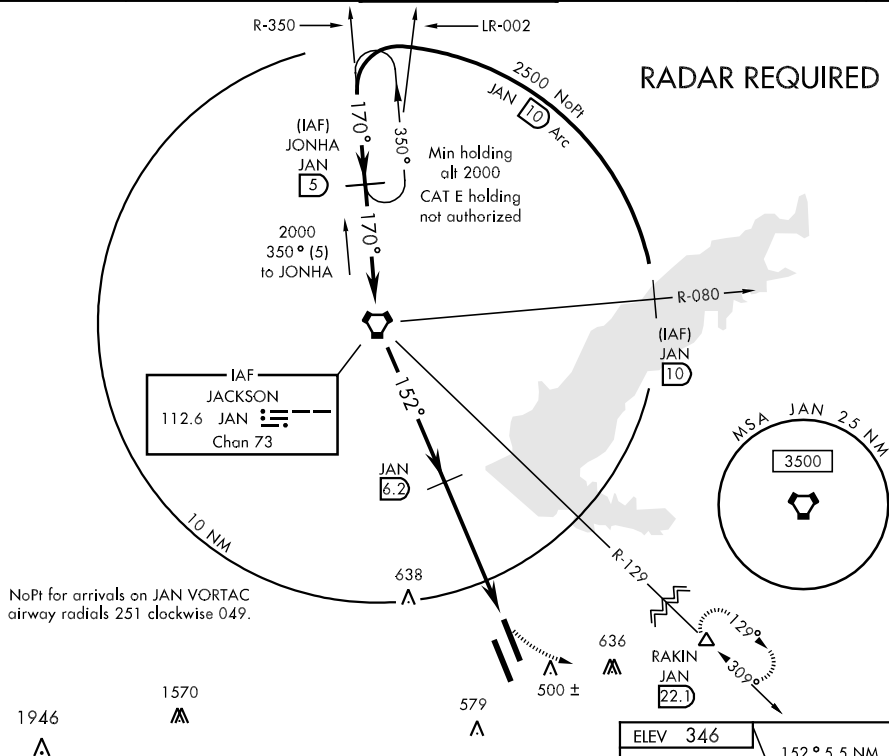 R-350
LR-002
RADAR REQUIRED
2500 NoPt
JAN 10 Arc
(IAF)
JONHA
JAN
5
170°
350°
Min holding
alt 2000
CAT E holding
not authorized
170°
2000
350° (5)
to JONHA
R-080
(IAF)
JAN
10
IAF
JACKSON
112.6 JAN
Chan 73
152°
JAN
6.2
MSA JAN 25 NM
3500
10 NM
R-129
638
NoPt for arrivals on JAN VORTAC
airway radials 251 clockwise 049.
636
129°
309°
RAKIN
JAN
22.1
500 ±
1570
579
1946
ELEV 346
152° 5.5 NM